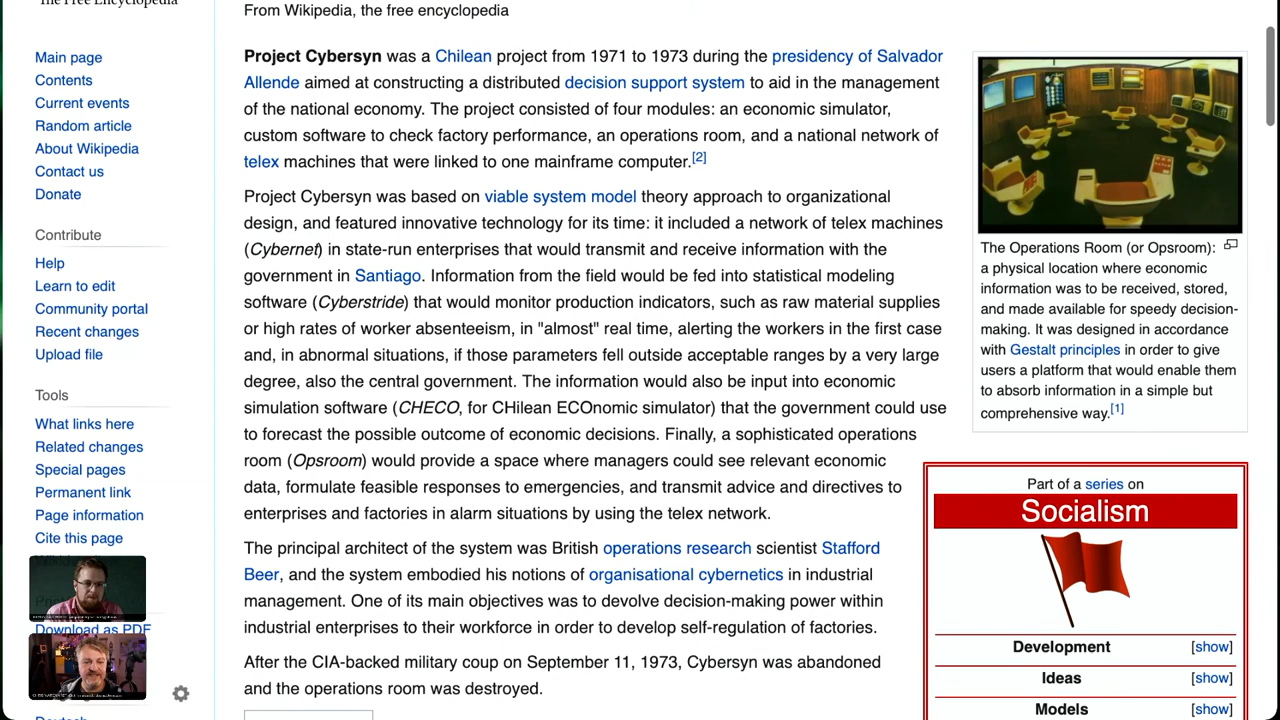 The Free Encyclopedia
Main page
Contents
Current events
Random article
About Wikipedia
Contact us
Donate
Contribute
Help
Learn to edit
Community portal
Recent changes
Upload file
Tools
What links here
Related changes
Special pages
Permanent link
Page information
Cite this page
Download as PDF
Deutsch
From Wikipedia, the free encyclopedia
Project Cybersyn was a Chilean project from 1971 to 1973 during the presidency of Salvador
Allende aimed at constructing a distributed decision support system to aid in the management
of the national economy. The project consisted of four modules: an economic simulator,
custom software to check factory performance, an operations room, and a national network of
telex machines that were linked to one mainframe computer.[2]
Project Cybersyn was based on viable system model theory approach to organizational
design, and featured innovative technology for its time: it included a network of telex machines
(Cybernet) in state-run enterprises that would transmit and receive information with the
government in Santiago. Information from the field would be fed into statistical modeling
software (Cyberstride) that would monitor production indicators, such as raw material supplies
or high rates of worker absenteeism, in "almost" real time, alerting the workers in the first case
and, in abnormal situations, if those parameters fell outside acceptable ranges by a very large
degree, also the central government. The information would also be input into economic
simulation software (CHECO, for CHilean ECOnomic simulator) that the government could use
to forecast the possible outcome of economic decisions. Finally, a sophisticated operations
room (Opsroom) would provide a space where managers could see relevant economic
data, formulate feasible responses to emergencies, and transmit advice and directives to
enterprises and factories in alarm situations by using the telex network.
The principal architect of the system was British operations research scientist Stafford
Beer, and the system embodied his notions of organisational cybernetics in industrial
management. One of its main objectives was to devolve decision-making power within
industrial enterprises to their workforce in order to develop self-regulation of factories.
After the CIA-backed military coup on September 11, 1973, Cybersyn was abandoned
and the operations room was destroyed.
The Operations Room (or Opsroom):
a physical location where economic
information was to be received, stored,
and made available for speedy decision-
making. It was designed in accordance
with Gestalt principles in order to give
users a platform that would enable them
to absorb information in a simple but
comprehensive way.[1]
Part of a series on
Socialism
Development [show]
Ideas [show]
Models [show]